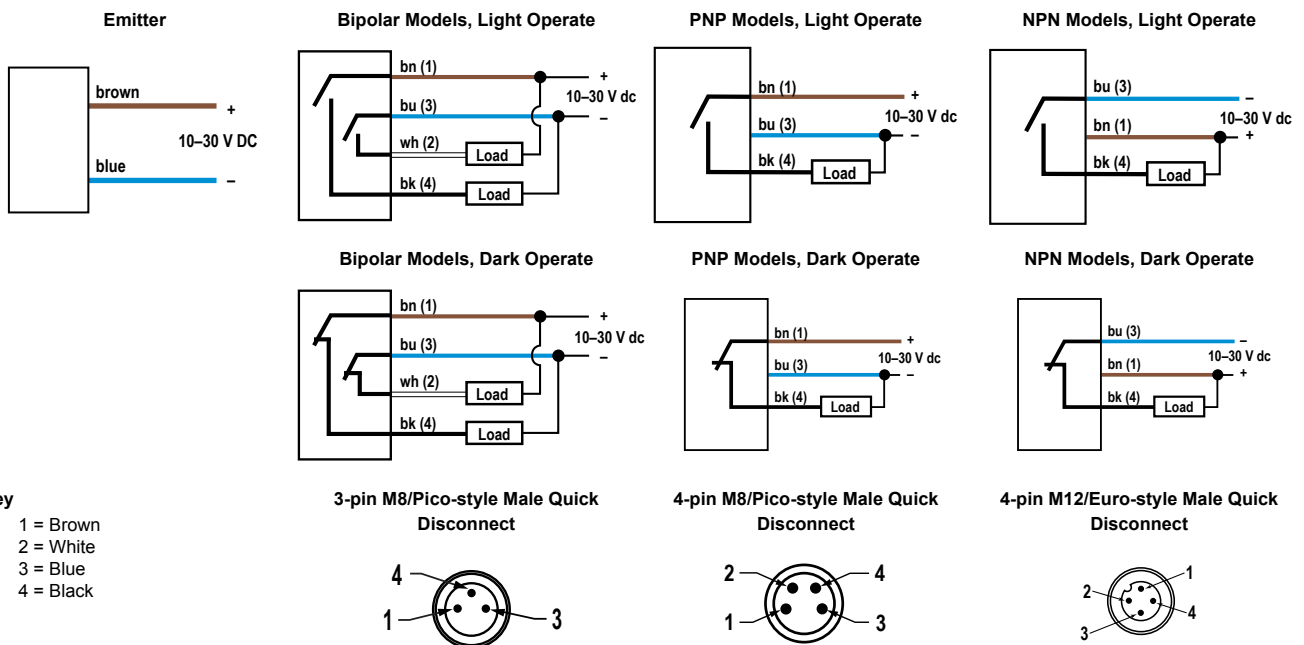 Emitter
brown
+
10–30 V DC
blue
–
Bipolar Models, Light Operate
bn (1)
+
10–30 V dc
bu (3)
–
wh (2)
Load
bk (4)
Load
PNP Models, Light Operate
bn (1)
+
10–30 V dc
bu (3)
–
bk (4)
Load
NPN Models, Light Operate
bu (3)
–
10–30 V dc
bn (1)
+
bk (4)
Load
Bipolar Models, Dark Operate
bn (1)
+
10–30 V dc
bu (3)
–
wh (2)
Load
bk (4)
Load
PNP Models, Dark Operate
bn (1)
+
10–30 V dc
bu (3)
–
bk (4)
Load
NPN Models, Dark Operate
bu (3)
–
10–30 V dc
bn (1)
+
bk (4)
Load
ey
1 = Brown
2 = White
3 = Blue
4 = Black
3-pin M8/Pico-style Male Quick
Disconnect
4
1
3
4-pin M8/Pico-style Male Quick
Disconnect
2
4
1
3
4-pin M12/Euro-style Male Quick
Disconnect
1
2
4
3